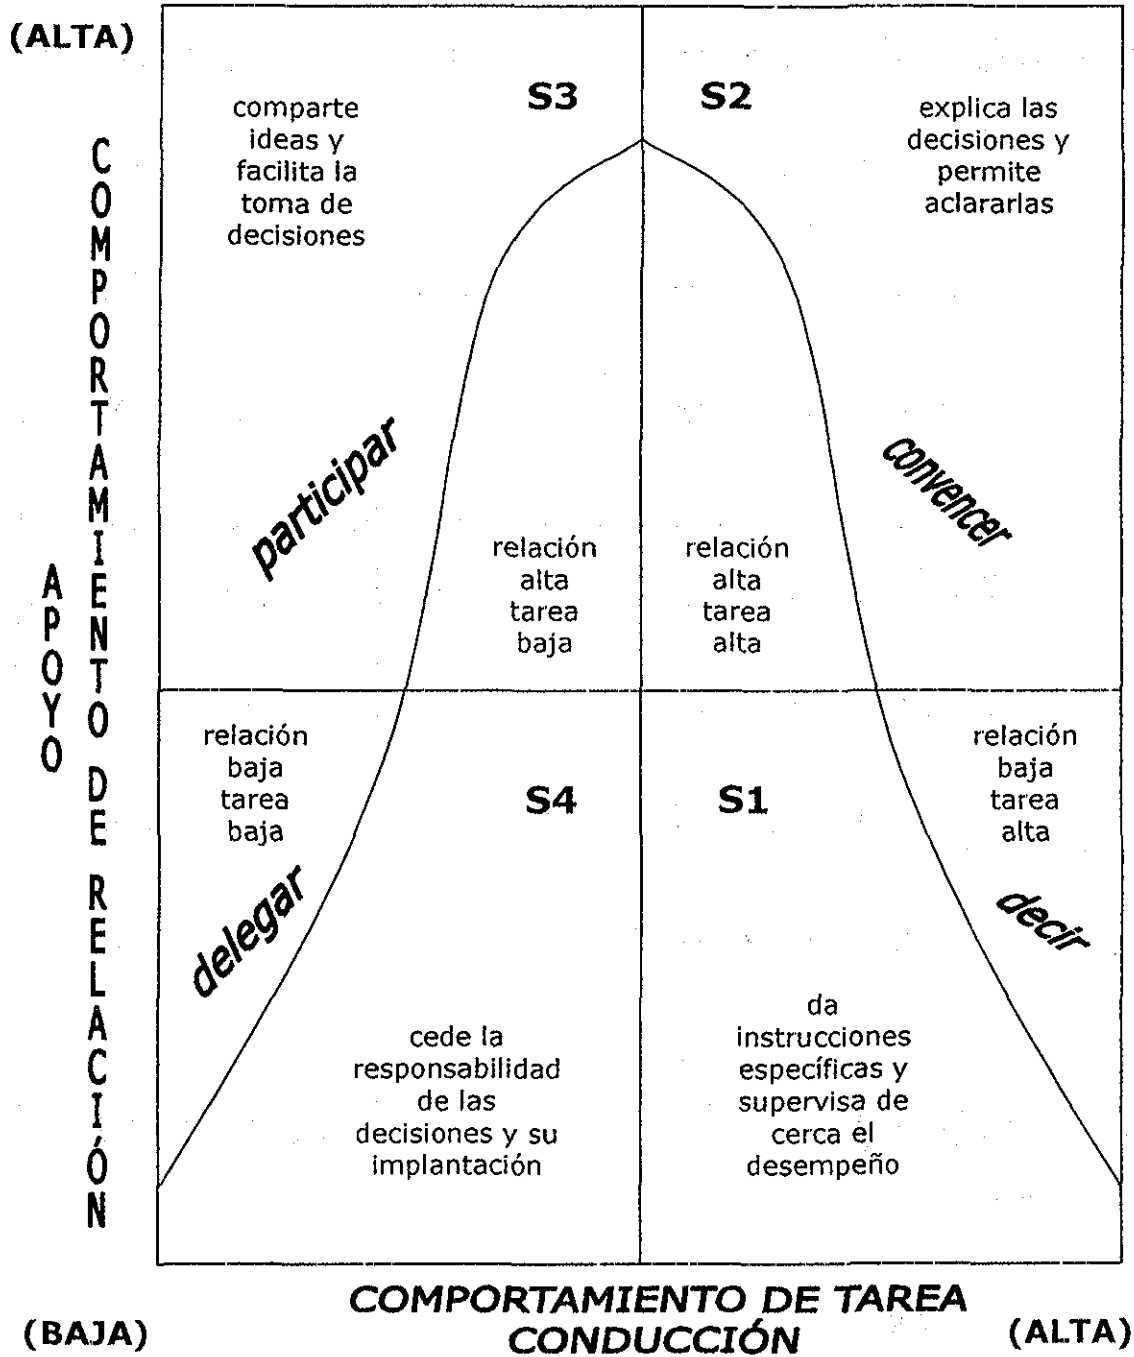 (ALTA)
COMPORTAMIENTO DE RELACIÓN
APOYO
S3
comparte
ideas y
facilita la
toma de
decisiones
participar
relación
alta
tarea
baja
S2
explica las
decisiones y
permite
aclararlas
convencer
relación
alta
tarea
alta
relación
baja
tarea
baja
S4
delegar
cede la
responsabilidad
de las
decisiones y su
implantación
S1
relación
baja
tarea
alta
decir
da
instrucciones
específicas y
supervisa de
cerca el
desempeño
(BAJA)
COMPORTAMIENTO DE TAREA
CONDUCCIÓN
(ALTA)